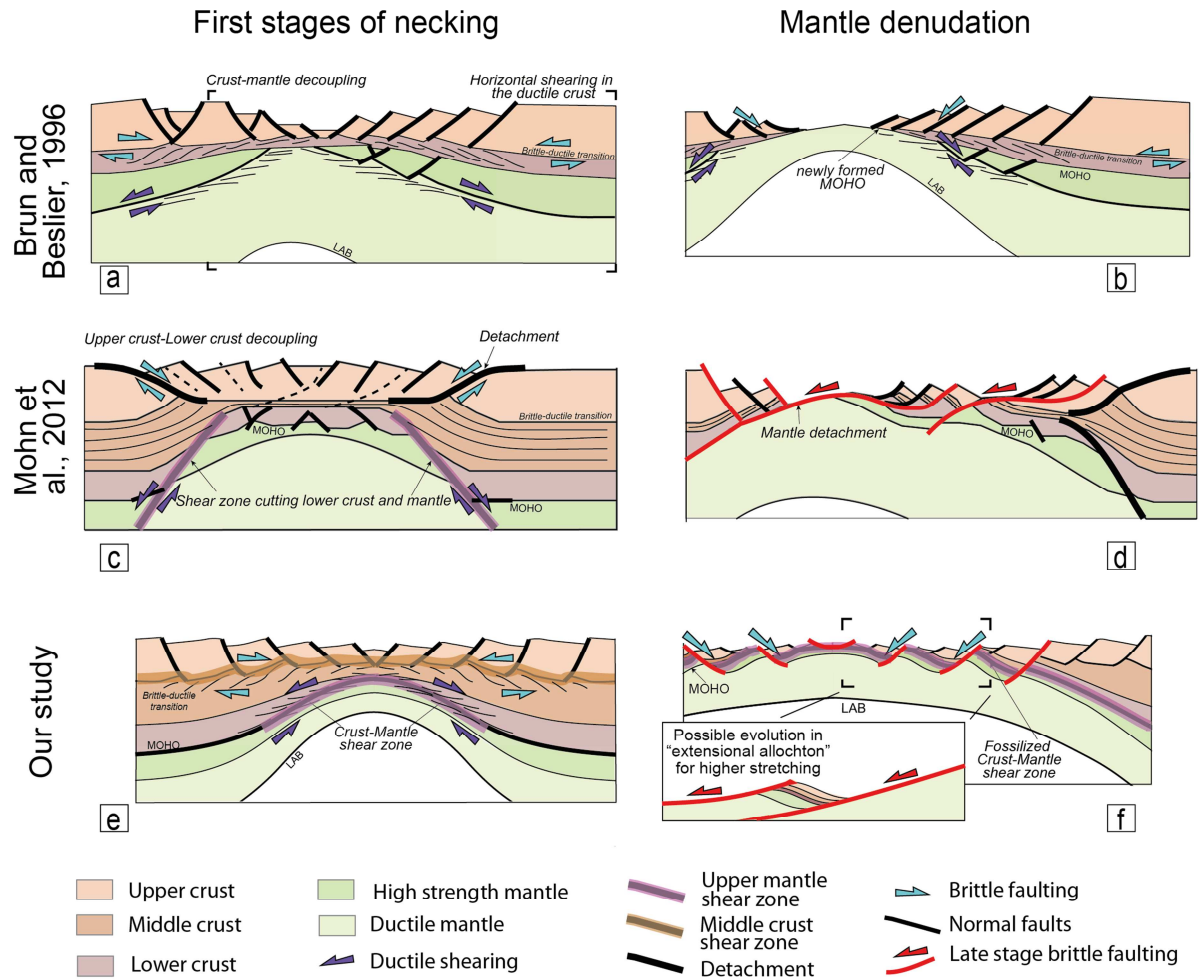 First stages of necking
Mantle denudation
Brun and
Beslier, 1996
Crust-mantle decoupling
Horizontal shearing in
the ductile crust
Brittle-ductile transition
LAB
a
newly formed
MOHO
LAB
Brittle-ductile transition
MOHO
b
Mohn et
al., 2012
Upper crust-Lower crust decoupling
Detachment
Brittle-ductile transition
MOHO
Shear zone cutting lower crust and mantle
MOHO
c
Mantle detachment
MOHO
d
Our study
Brittle-ductile
transition
MOHO
LAB
Crust-Mantle
shear zone
e
MOHO
LAB
Possible evolution in
"extensional allochton"
for higher stretching
Fossilized
Crust-Mantle
shear zone
f
Upper crust
Middle crust
Lower crust
High strength mantle
Ductile mantle
Ductile shearing
Upper mantle
shear zone
Middle crust
shear zone
Detachment
Brittle faulting
Normal faults
Late stage brittle faulting